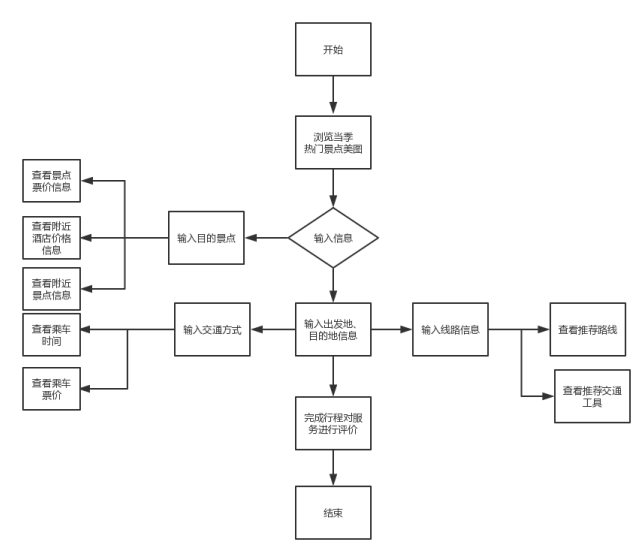 开始
浏览当季
热门景点美图
查看景点
票价信息
查看附近
酒店价格
信息
输入目的景点
输入信息
查看附近
景点信息
查看乘车
时间
输入交通方式
输入出发地、
目的地信息
输入线路信息
查看推荐路线
查看乘车
票价
查看推荐交通
工具
完成行程对服
务进行评价
结束